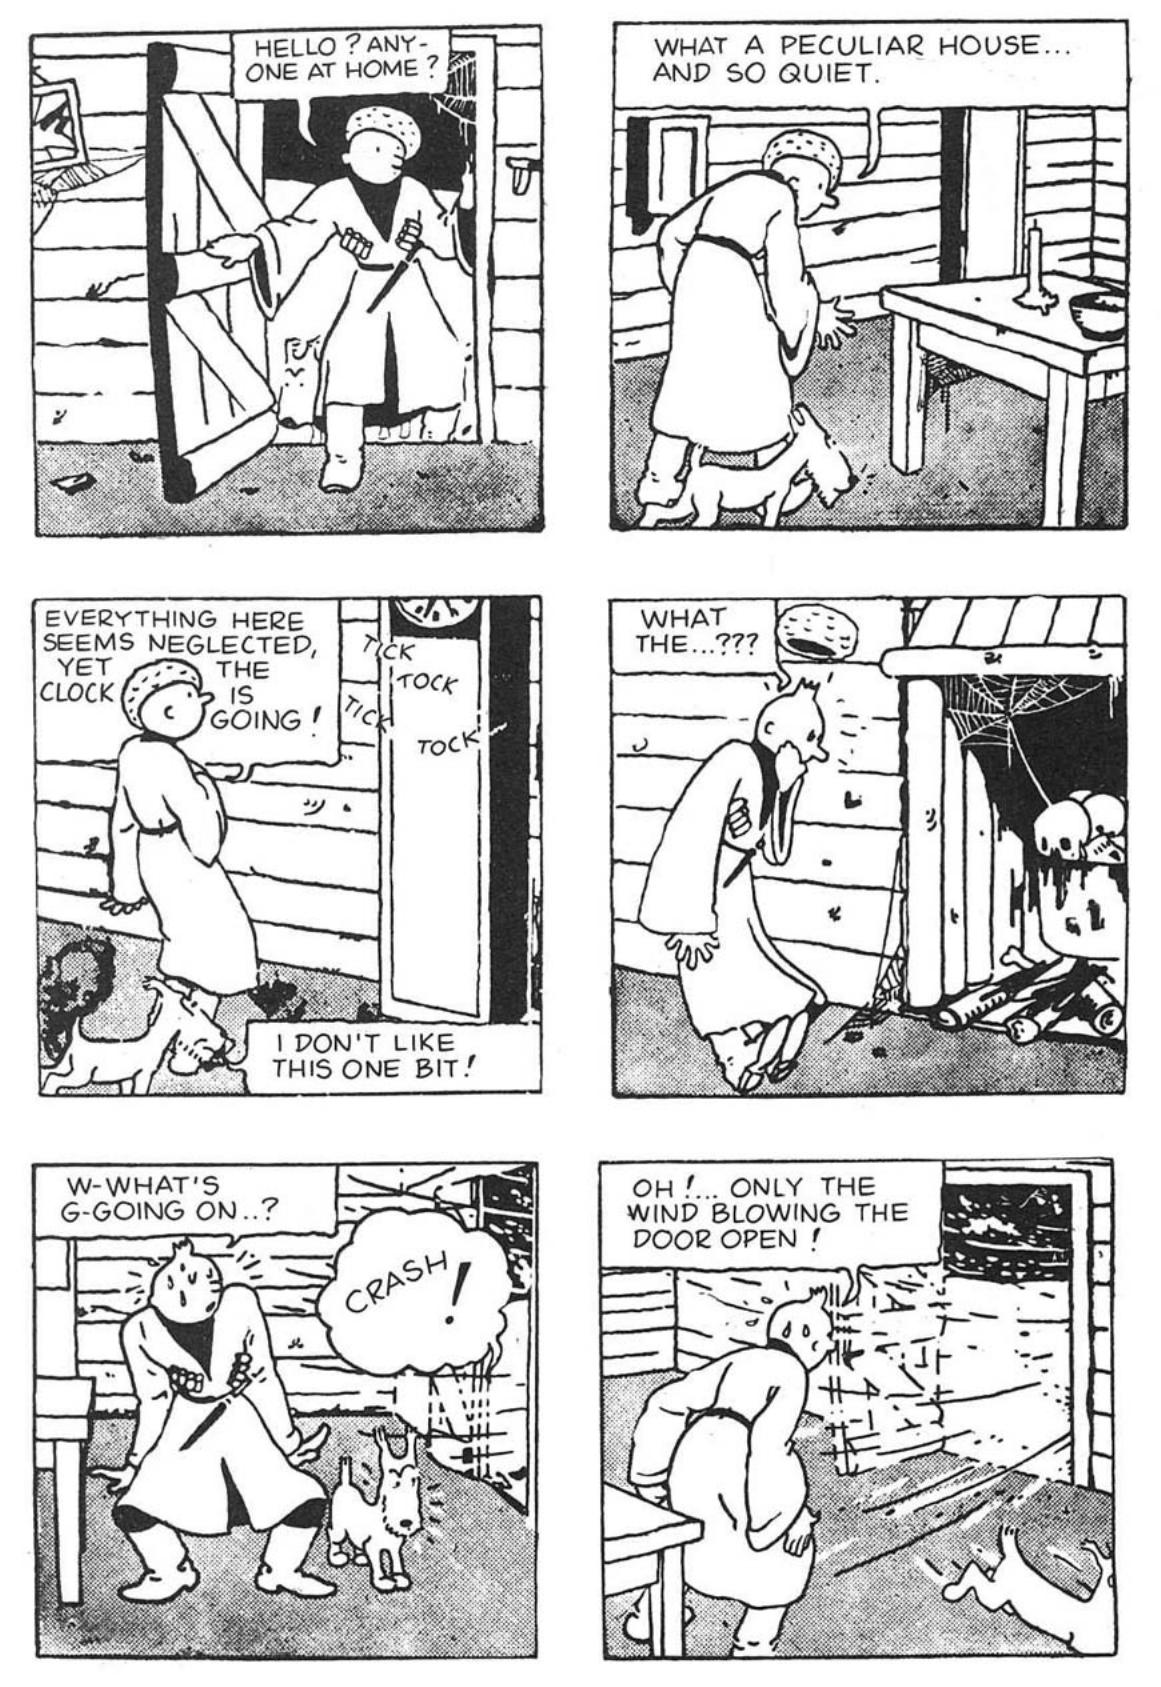 HELLO? ANY-
ONE AT HOME?
WHAT A PECULIAR HOUSE...
AND SO QUIET.
EVERYTHING HERE
SEEMS NEGLECTED,
YET THE
CLOCK IS
GOING!
TICK
TOCK
TICK
TOCK
I DON'T LIKE
THIS ONE BIT!
WHAT
THE...???
W-WHAT'S
G-GOING ON..?
CRASH!
OH!... ONLY THE
WIND BLOWING THE
DOOR OPEN!